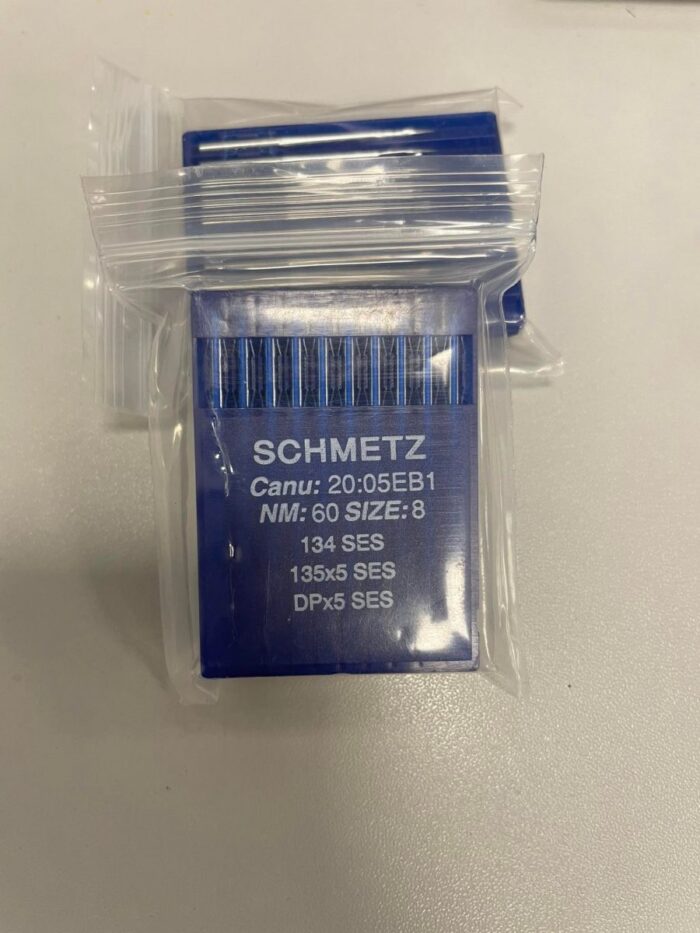 SCHMETZ
Canu: 20:05EB1
NM: 60 SIZE: 8
134 SES
135x5 SES
DPx5 SES